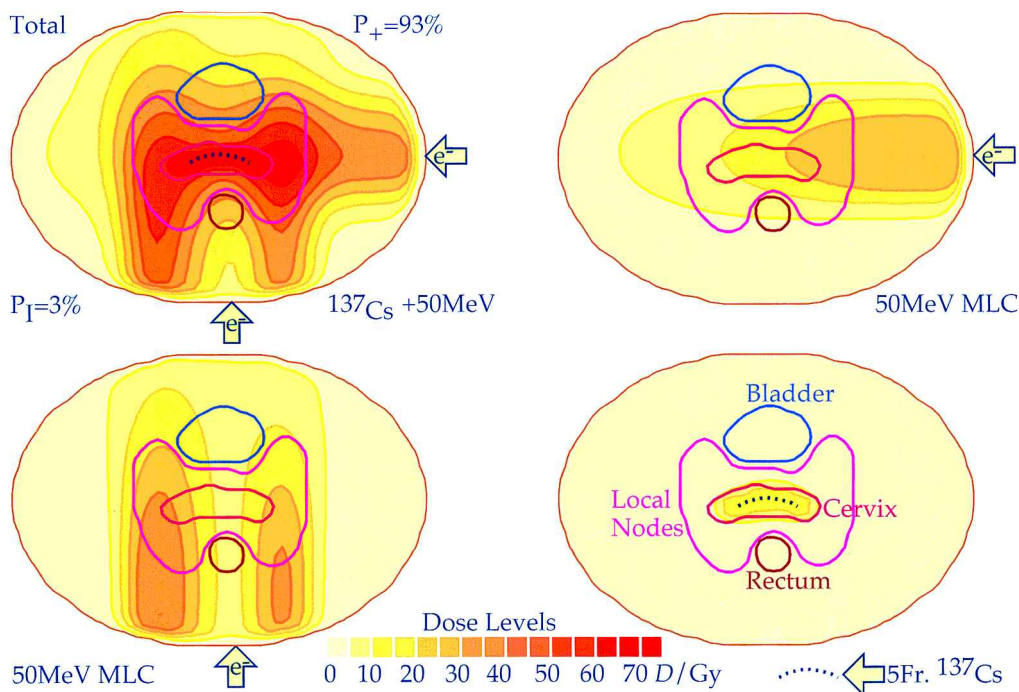 Total
P₊=93%
e⁻
e⁻
P_I=3%
¹³⁷Cs +50MeV
e⁻
50MeV MLC
Bladder
Local
Nodes
Cervix
Rectum
Dose Levels
0 10 20 30 40 50 60 70 D/Gy
50MeV MLC
e⁻
5Fr. ¹³⁷Cs